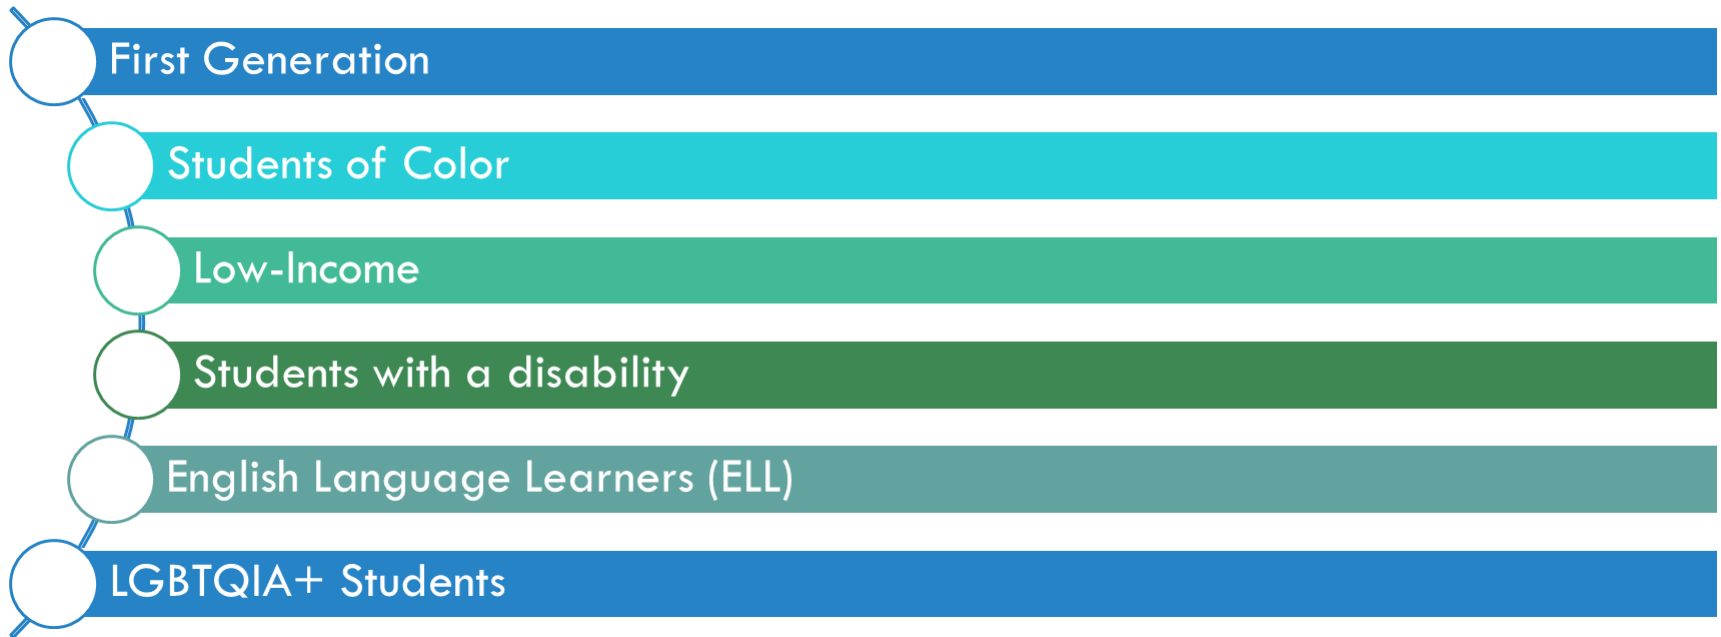 First Generation
Students of Color
Low-Income
Students with a disability
English Language Learners (ELL)
LGBTQIA+ Students